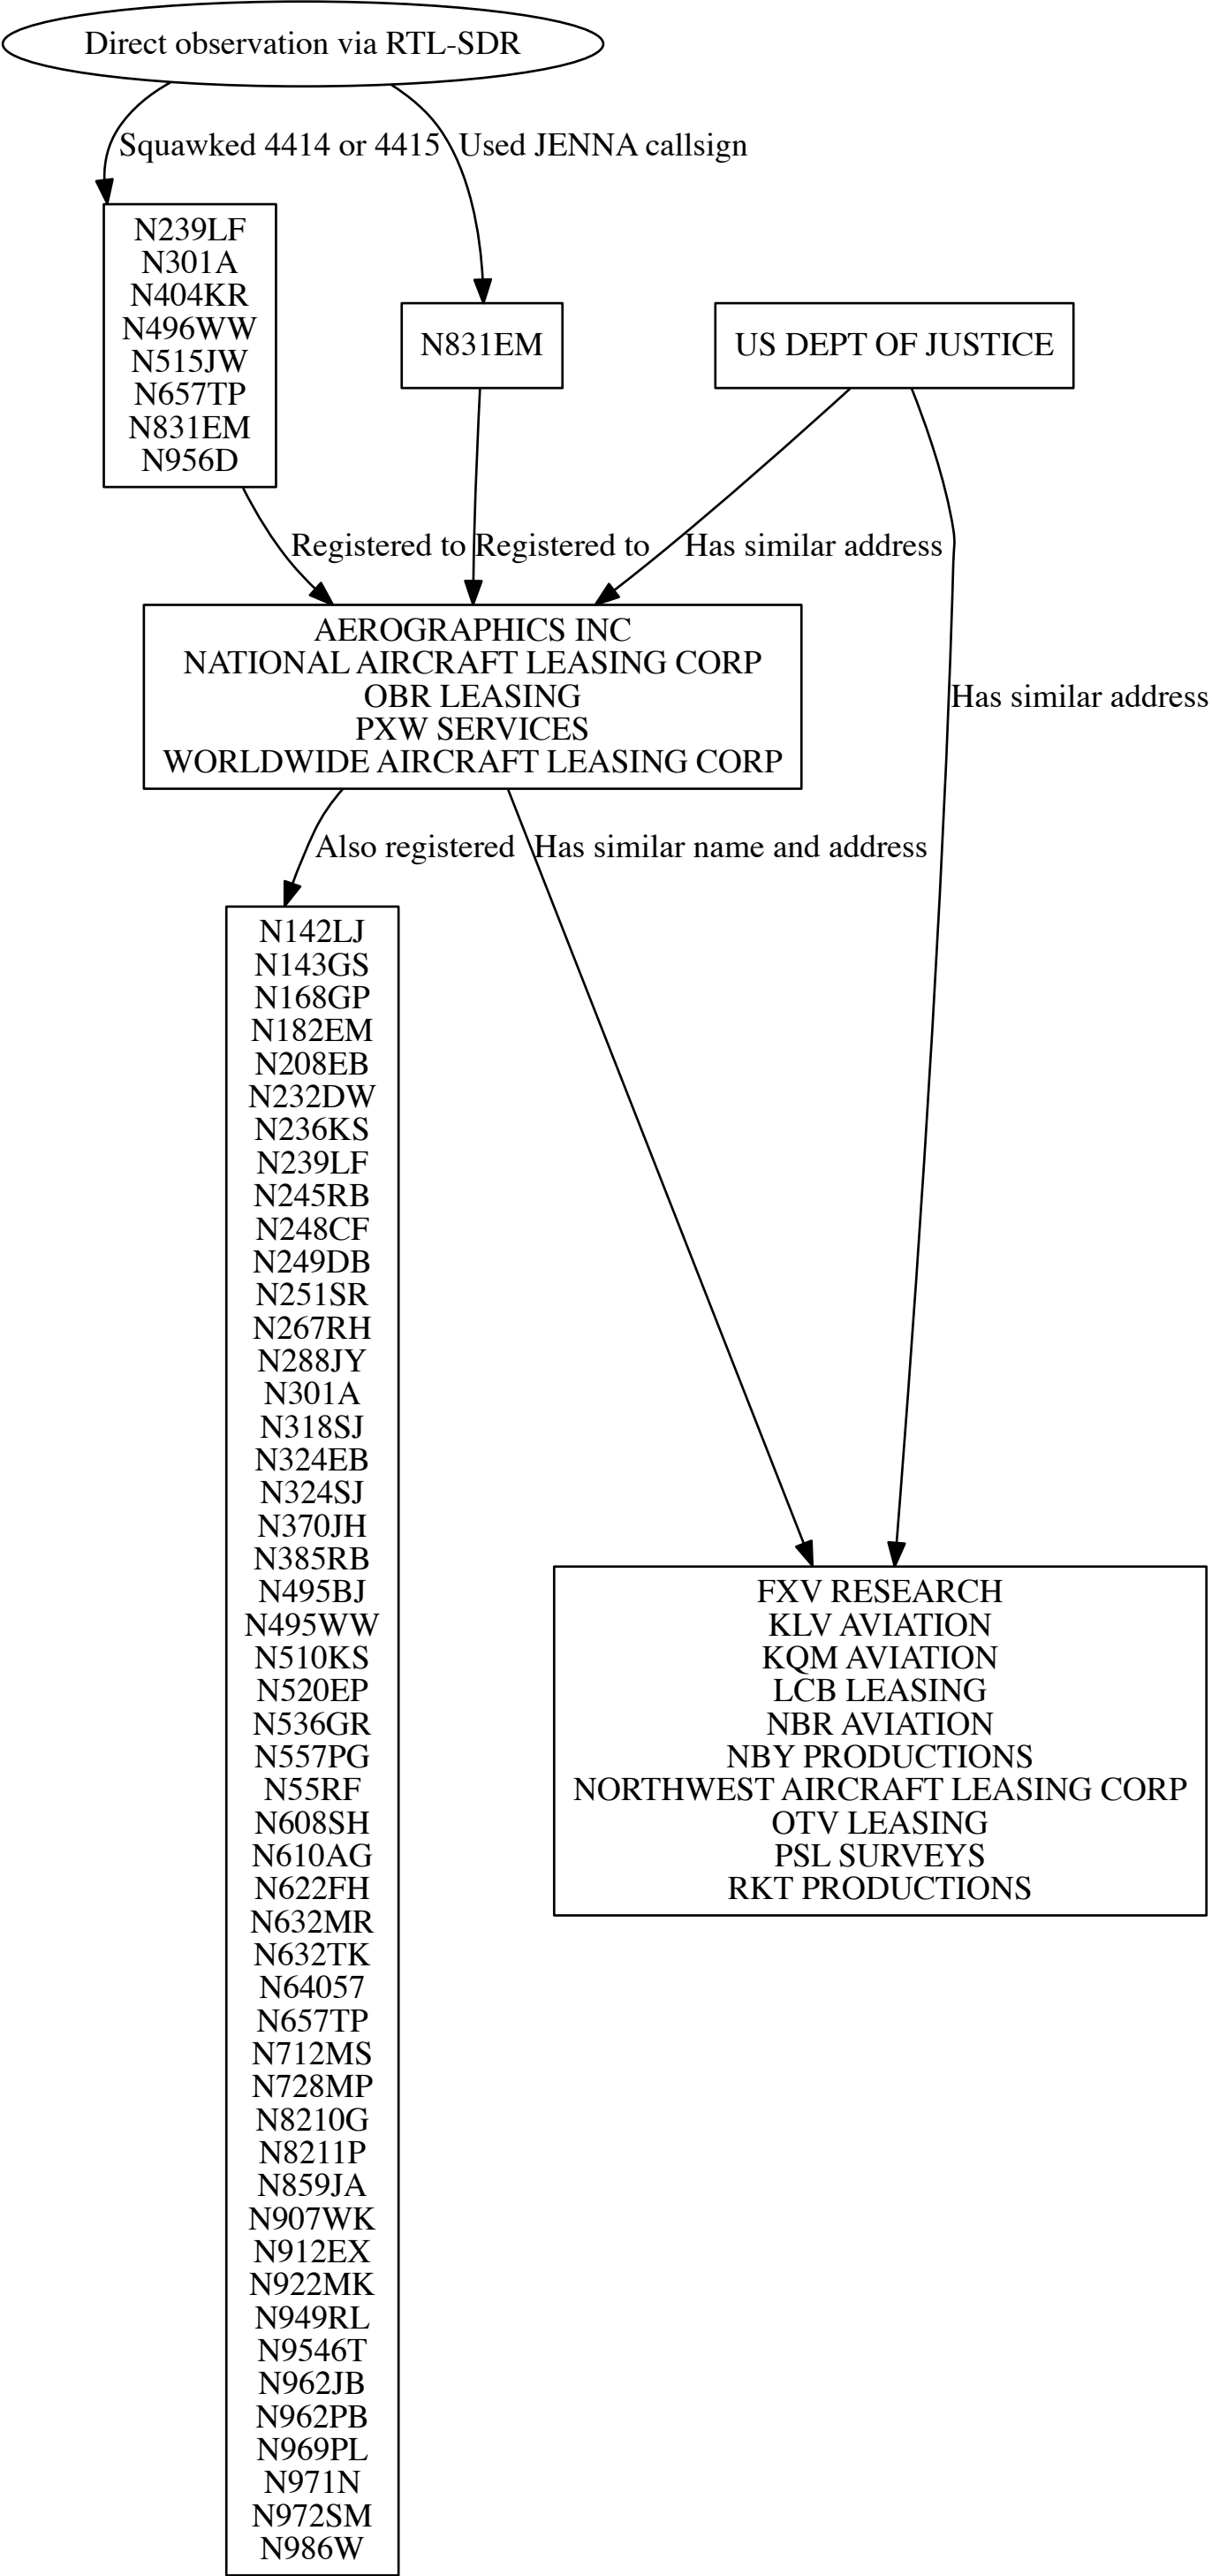 Direct observation via RTL-SDR
Squawked 4414 or 4415
Used JENNA callsign
N239LF
N301A
N404KR
N496WW
N515JW
N657TP
N831EM
N956D
N831EM
US DEPT OF JUSTICE
Registered to
Registered to
Has similar address
AEROGRAPHICS INC
NATIONAL AIRCRAFT LEASING CORP
OBR LEASING
PXW SERVICES
WORLDWIDE AIRCRAFT LEASING CORP
Has similar address
Also registered
Has similar name and address
N142LJ
N143GS
N168GP
N182EM
N208EB
N232DW
N236KS
N239LF
N245RB
N248CF
N249DB
N251SR
N267RH
N288JY
N301A
N318SJ
N324EB
N324SJ
N370JH
N385RB
N495BJ
N495WW
N510KS
N520EP
N536GR
N557PG
N55RF
N608SH
N610AG
N622FH
N632MR
N632TK
N64057
N657TP
N712MS
N728MP
N8210G
N8211P
N859JA
N907WK
N912EX
N922MK
N949RL
N9546T
N962JB
N962PB
N969PL
N971N
N972SM
N986W
FXV RESEARCH
KLV AVIATION
KQM AVIATION
LCB LEASING
NBR AVIATION
NBY PRODUCTIONS
NORTHWEST AIRCRAFT LEASING CORP
OTV LEASING
PSL SURVEYS
RKT PRODUCTIONS